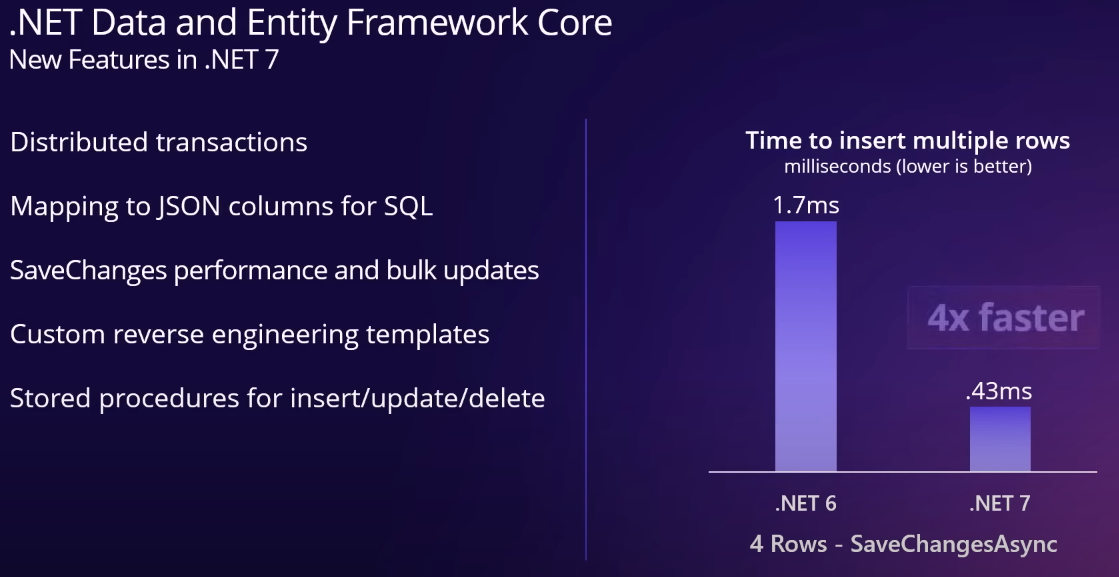 .NET Data and Entity Framework Core
New Features in .NET 7
Distributed transactions
Mapping to JSON columns for SQL
SaveChanges performance and bulk updates
Custom reverse engineering templates
Stored procedures for insert/update/delete
Time to insert multiple rows
milliseconds (lower is better)
1.7ms
4x faster
.43ms
.NET 6
.NET 7
4 Rows - SaveChangesAsync